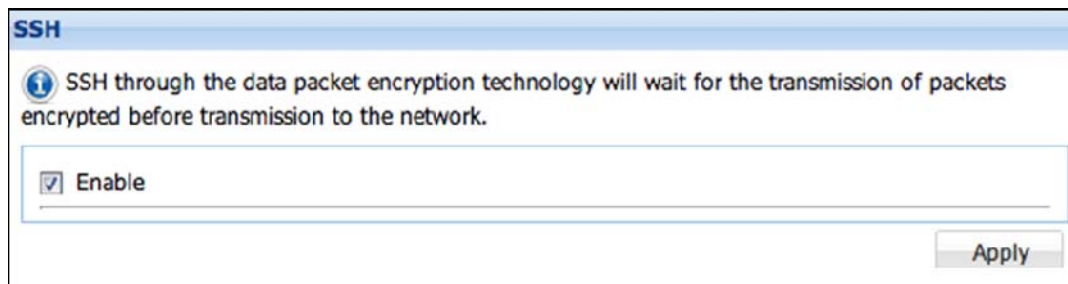 SSH
SSH through the data packet encryption technology will wait for the transmission of packets
encrypted before transmission to the network.
Enable
Apply